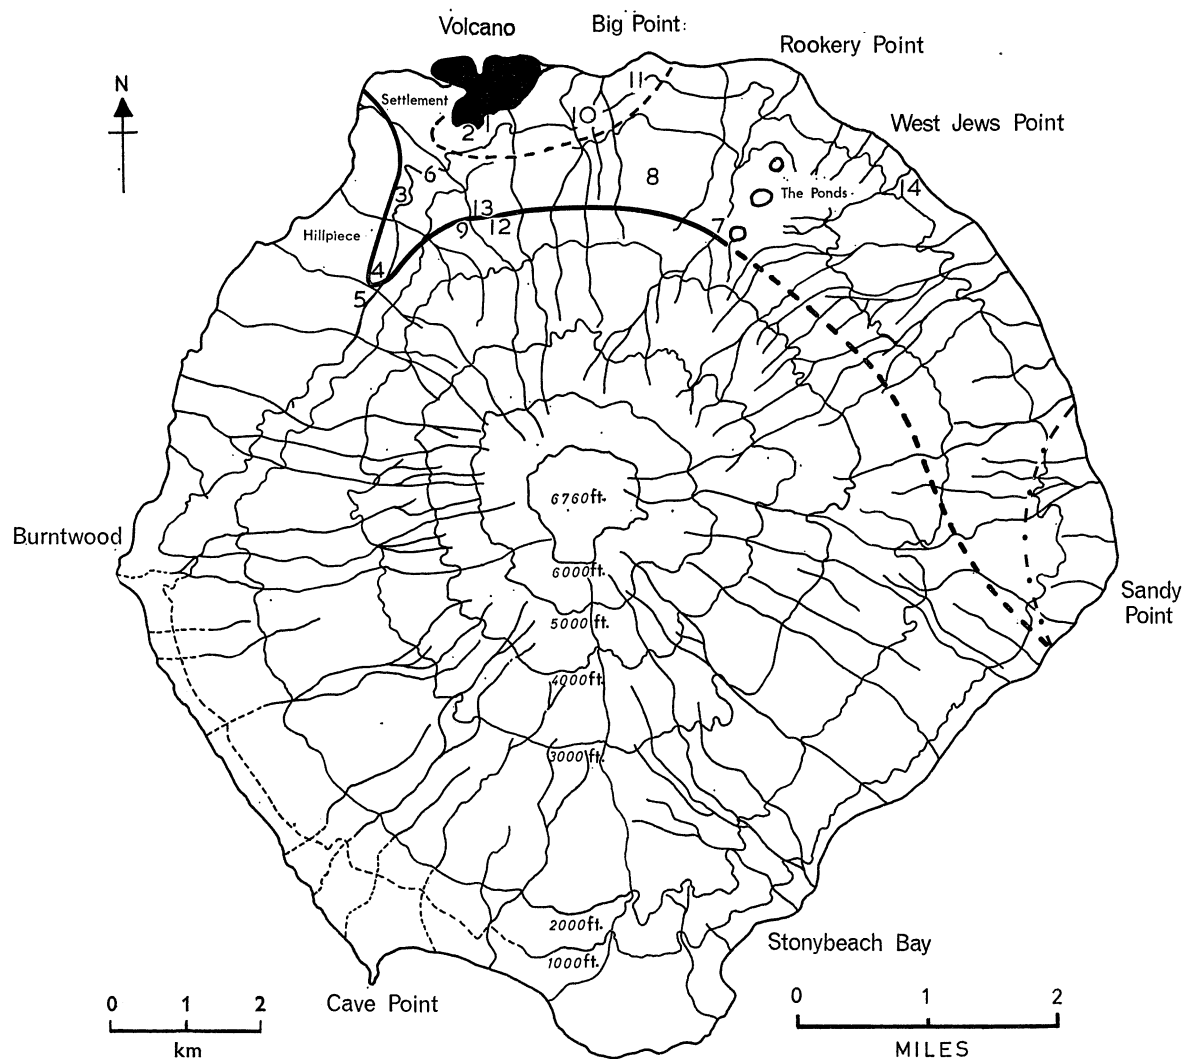 Volcano
Big Point
Rookery Point
N
Settlement
11
10
1
2
West Jews Point
6
8
3
The Ponds
14
13
7
9
12
Hillpiece
4
5
6760ft.
Burntwood
6000ft.
Sandy
Point
5000ft.
4000ft.
3000ft.
2000ft.
Stonybeach Bay
1000ft.
Cave Point
0 1 2
km
0 1 2
MILES